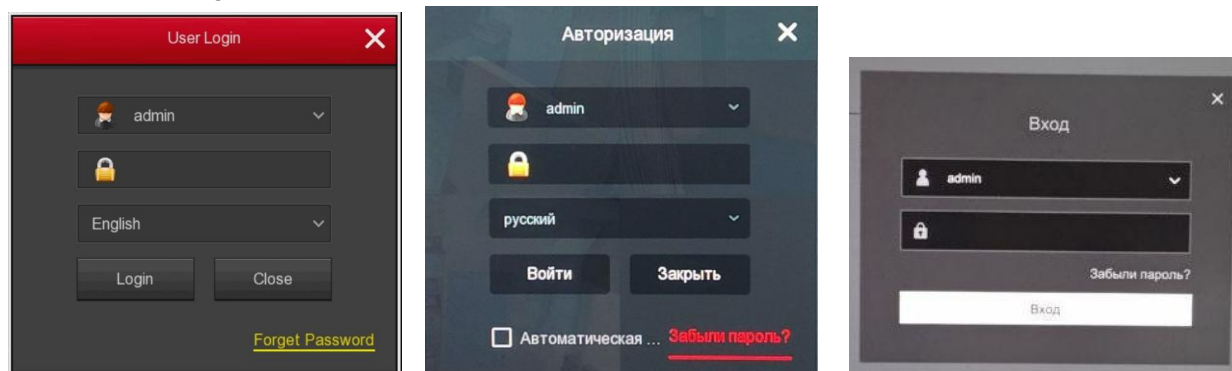 User Login
admin
English
Login Close
Forget Password
Авторизация
admin
русский
Войти Закрыть
Автоматическая ... Забыли пароль?
Вход
admin
Забыли пароль?
Вход